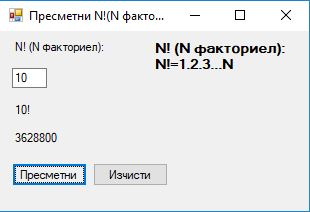 Пресметни N!(N факто...
N! (N факториел):
N! (N факториел):
N!=1.2.3...N
10
10!
3628800
Пресметни
Изчисти